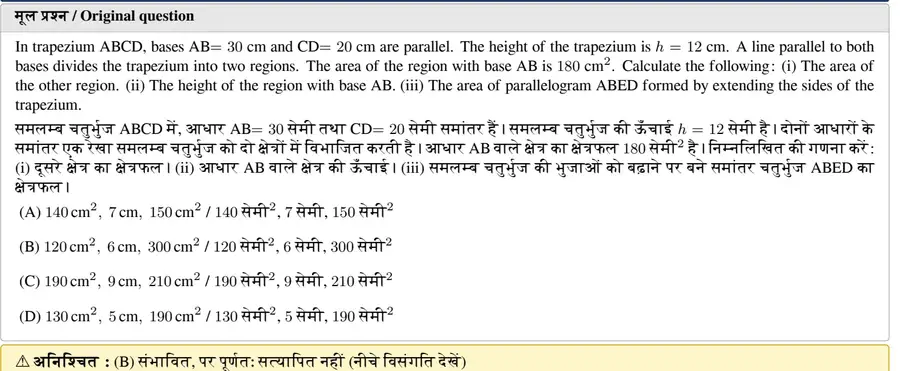 मूल प्रश्न / Original question
In trapezium ABCD, bases AB= 30 cm and CD= 20 cm are parallel. The height of the trapezium is h = 12 cm. A line parallel to both
bases divides the trapezium into two regions. The area of the region with base AB is 180 cm². Calculate the following: (i) The area of
the other region. (ii) The height of the region with base AB. (iii) The area of parallelogram ABED formed by extending the sides of the
trapezium.
समलम्ब चतुर्भुज ABCD में, आधार AB= 30 सेमी तथा CD= 20 सेमी समांतर हैं। समलम्ब चतुर्भुज की ऊँचाई h = 12 सेमी है। दोनों आधारों के
समांतर एक रेखा समलम्ब चतुर्भुज को दो क्षेत्रों में विभाजित करती है। आधार AB वाले क्षेत्र का क्षेत्रफल 180 सेमी² है। निम्नलिखित की गणना करें:
(i) दूसरे क्षेत्र का क्षेत्रफल। (ii) आधार AB वाले क्षेत्र की ऊँचाई। (iii) समलम्ब चतुर्भुज की भुजाओं को बढ़ाने पर बने समांतर चतुर्भुज ABED का
क्षेत्रफल।
(A) 140 cm², 7 cm, 150 cm² / 140 सेमी², 7 सेमी, 150 सेमी²
(B) 120 cm², 6 cm, 300 cm² / 120 सेमी², 6 सेमी, 300 सेमी²
(C) 190 cm², 9 cm, 210 cm² / 190 सेमी², 9 सेमी, 210 सेमी²
(D) 130 cm², 5 cm, 190 cm² / 130 सेमी², 5 सेमी, 190 सेमी²
⚠ अनिश्चित : (B) संभावित, पर पूर्णतः सत्यापित नहीं (नीचे विसंगति देखें)